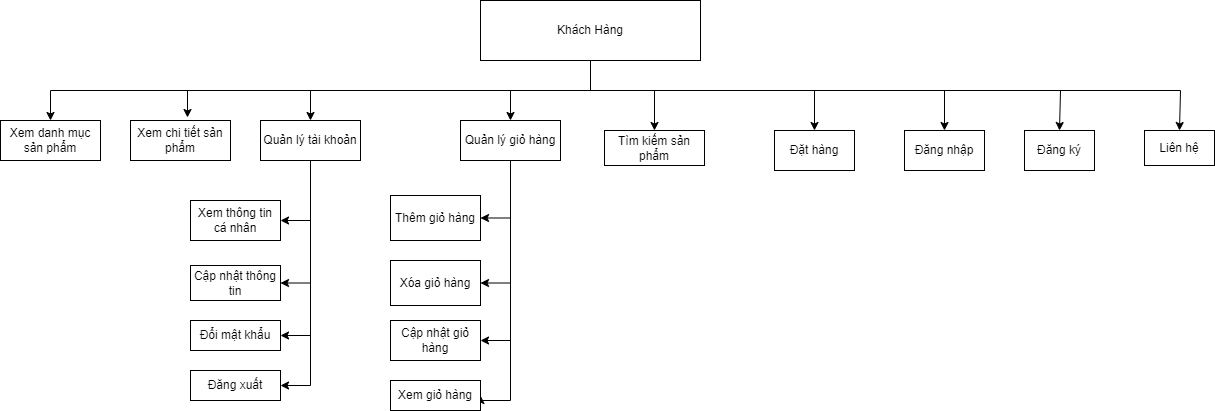 Khách Hàng
Xem danh mục
sản phẩm
Xem chi tiết sản
phẩm
Quản lý tài khoản
Quản lý giỏ hàng
Tìm kiếm sản
phẩm
Đặt hàng
Đăng nhập
Đăng ký
Liên hệ
Xem thông tin
cá nhân
Cập nhật thông
tin
Đổi mật khẩu
Đăng xuất
Thêm giỏ hàng
Xóa giỏ hàng
Cập nhật giỏ
hàng
Xem giỏ hàng